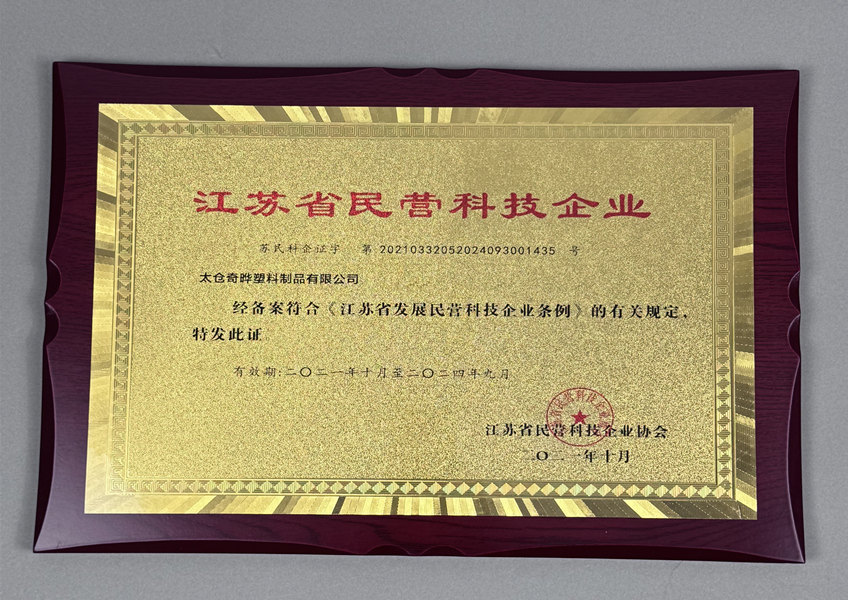 江苏省民营科技企业
苏民科企证字 第 20210332052024093001435 号
太仓奇晔塑料制品有限公司
经备案符合《江苏省发展民营科技企业条例》的有关规定，
特发此证
有效期:二〇二一年十月至二〇二四年九月
江苏省民营科技企业协会
二〇二一年十月